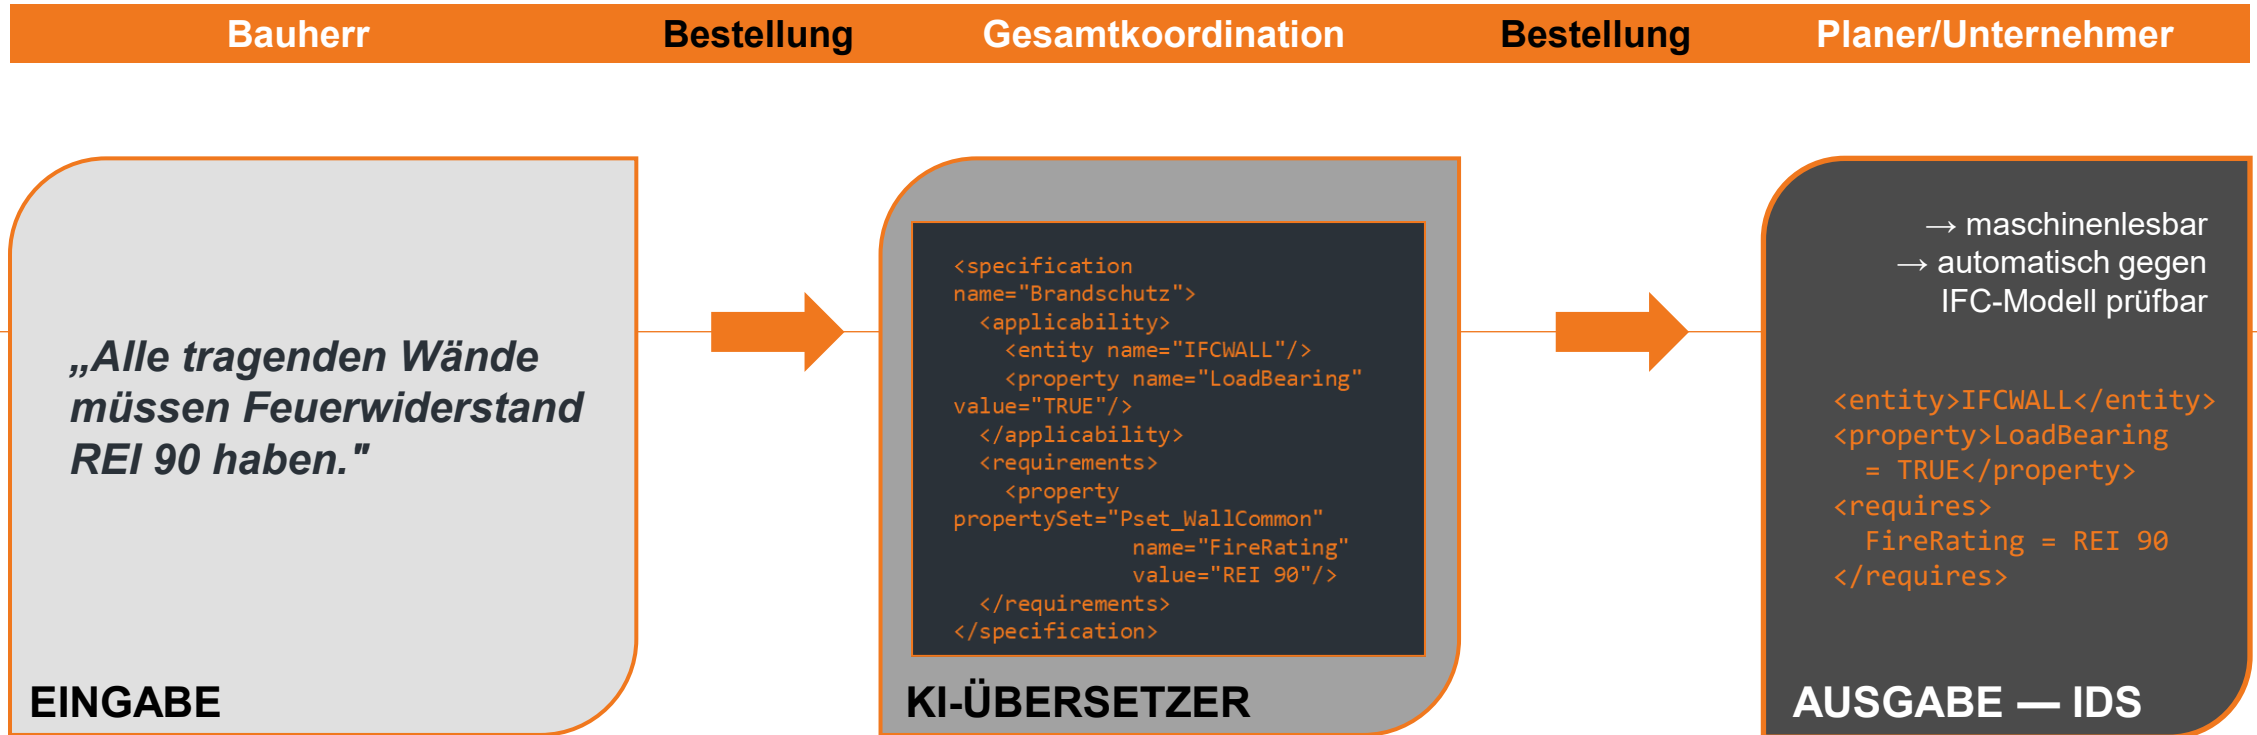 Bauherr Bestellung Gesamtkoordination Bestellung Planer/Unternehmer
„Alle tragenden Wände
müssen Feuerwiderstand
REI 90 haben."
EINGABE
<specification
name="Brandschutz">
  <applicability>
    <entity name="IFCWALL"/>
    <property name="LoadBearing"
value="TRUE"/>
  </applicability>
  <requirements>
    <property
propertySet="Pset_WallCommon"
              name="FireRating"
              value="REI 90"/>
  </requirements>
</specification>
KI-ÜBERSETZER
→ maschinenlesbar
→ automatisch gegen
IFC-Modell prüfbar
<entity>IFCWALL</entity>
<property>LoadBearing
  = TRUE</property>
<requires>
  FireRating = REI 90
</requires>
AUSGABE — IDS